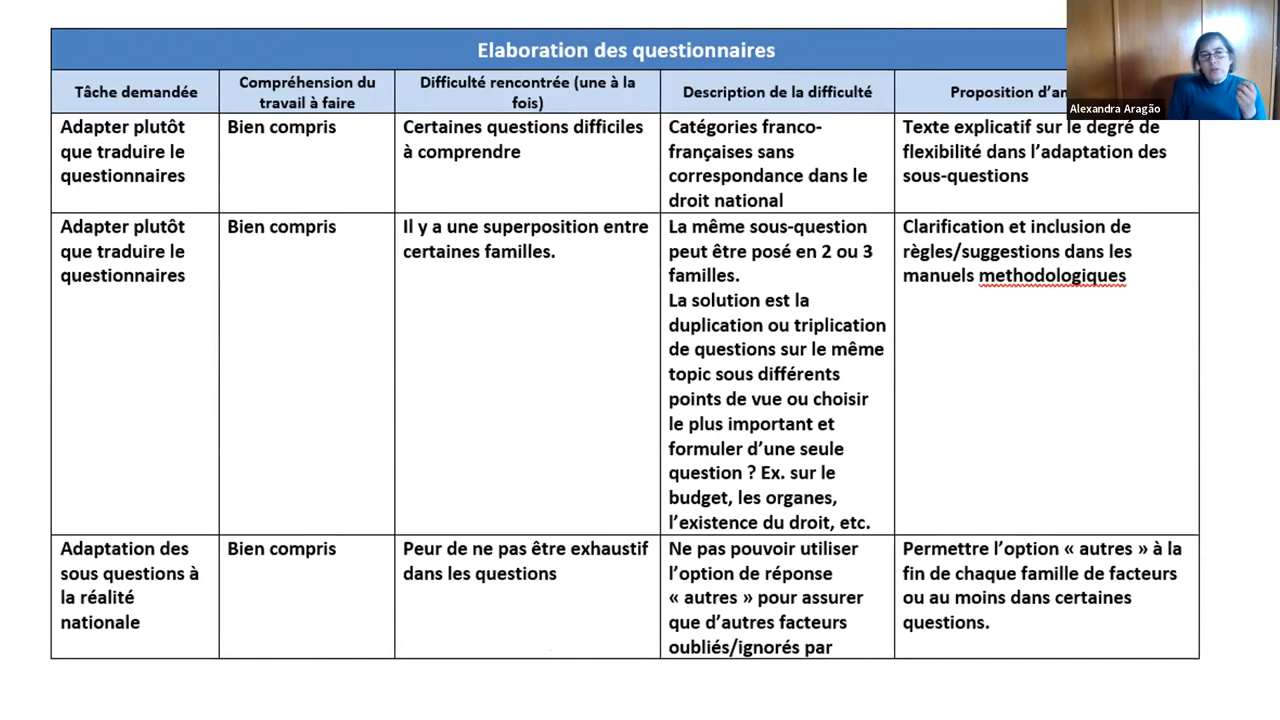 Elaboration des questionnaires
Tâche demandée
Compréhension du
travail à faire
Difficulté rencontrée (une à la
fois)
Description de la difficulté
Proposition
Alexandra Aragão
Adapter plutôt
que traduire le
questionnaires
Bien compris
Certaines questions difficiles
à comprendre
Catégories franco-
françaises sans
correspondance dans le
droit national
Texte explicatif sur le degré de
flexibilité dans l’adaptation des
sous-questions
Adapter plutôt
que traduire le
questionnaires
Bien compris
Il y a une superposition entre
certaines familles.
La même sous-question
peut être posé en 2 ou 3
familles.
La solution est la
duplication ou triplication
de questions sur le même
topic sous différents
points de vue ou choisir
le plus important et
formuler d’une seule
question ? Ex. sur le
budget, les organes,
l’existence du droit, etc.
Clarification et inclusion de
règles/suggestions dans les
manuels methodologiques
Adaptation des
sous questions à
la réalité
nationale
Bien compris
Peur de ne pas être exhaustif
dans les questions
Ne pas pouvoir utiliser
l’option de réponse
« autres » pour assurer
que d’autres facteurs
oubliés/ignorés par
Permettre l’option « autres » à la
fin de chaque famille de facteurs
ou au moins dans certaines
questions.